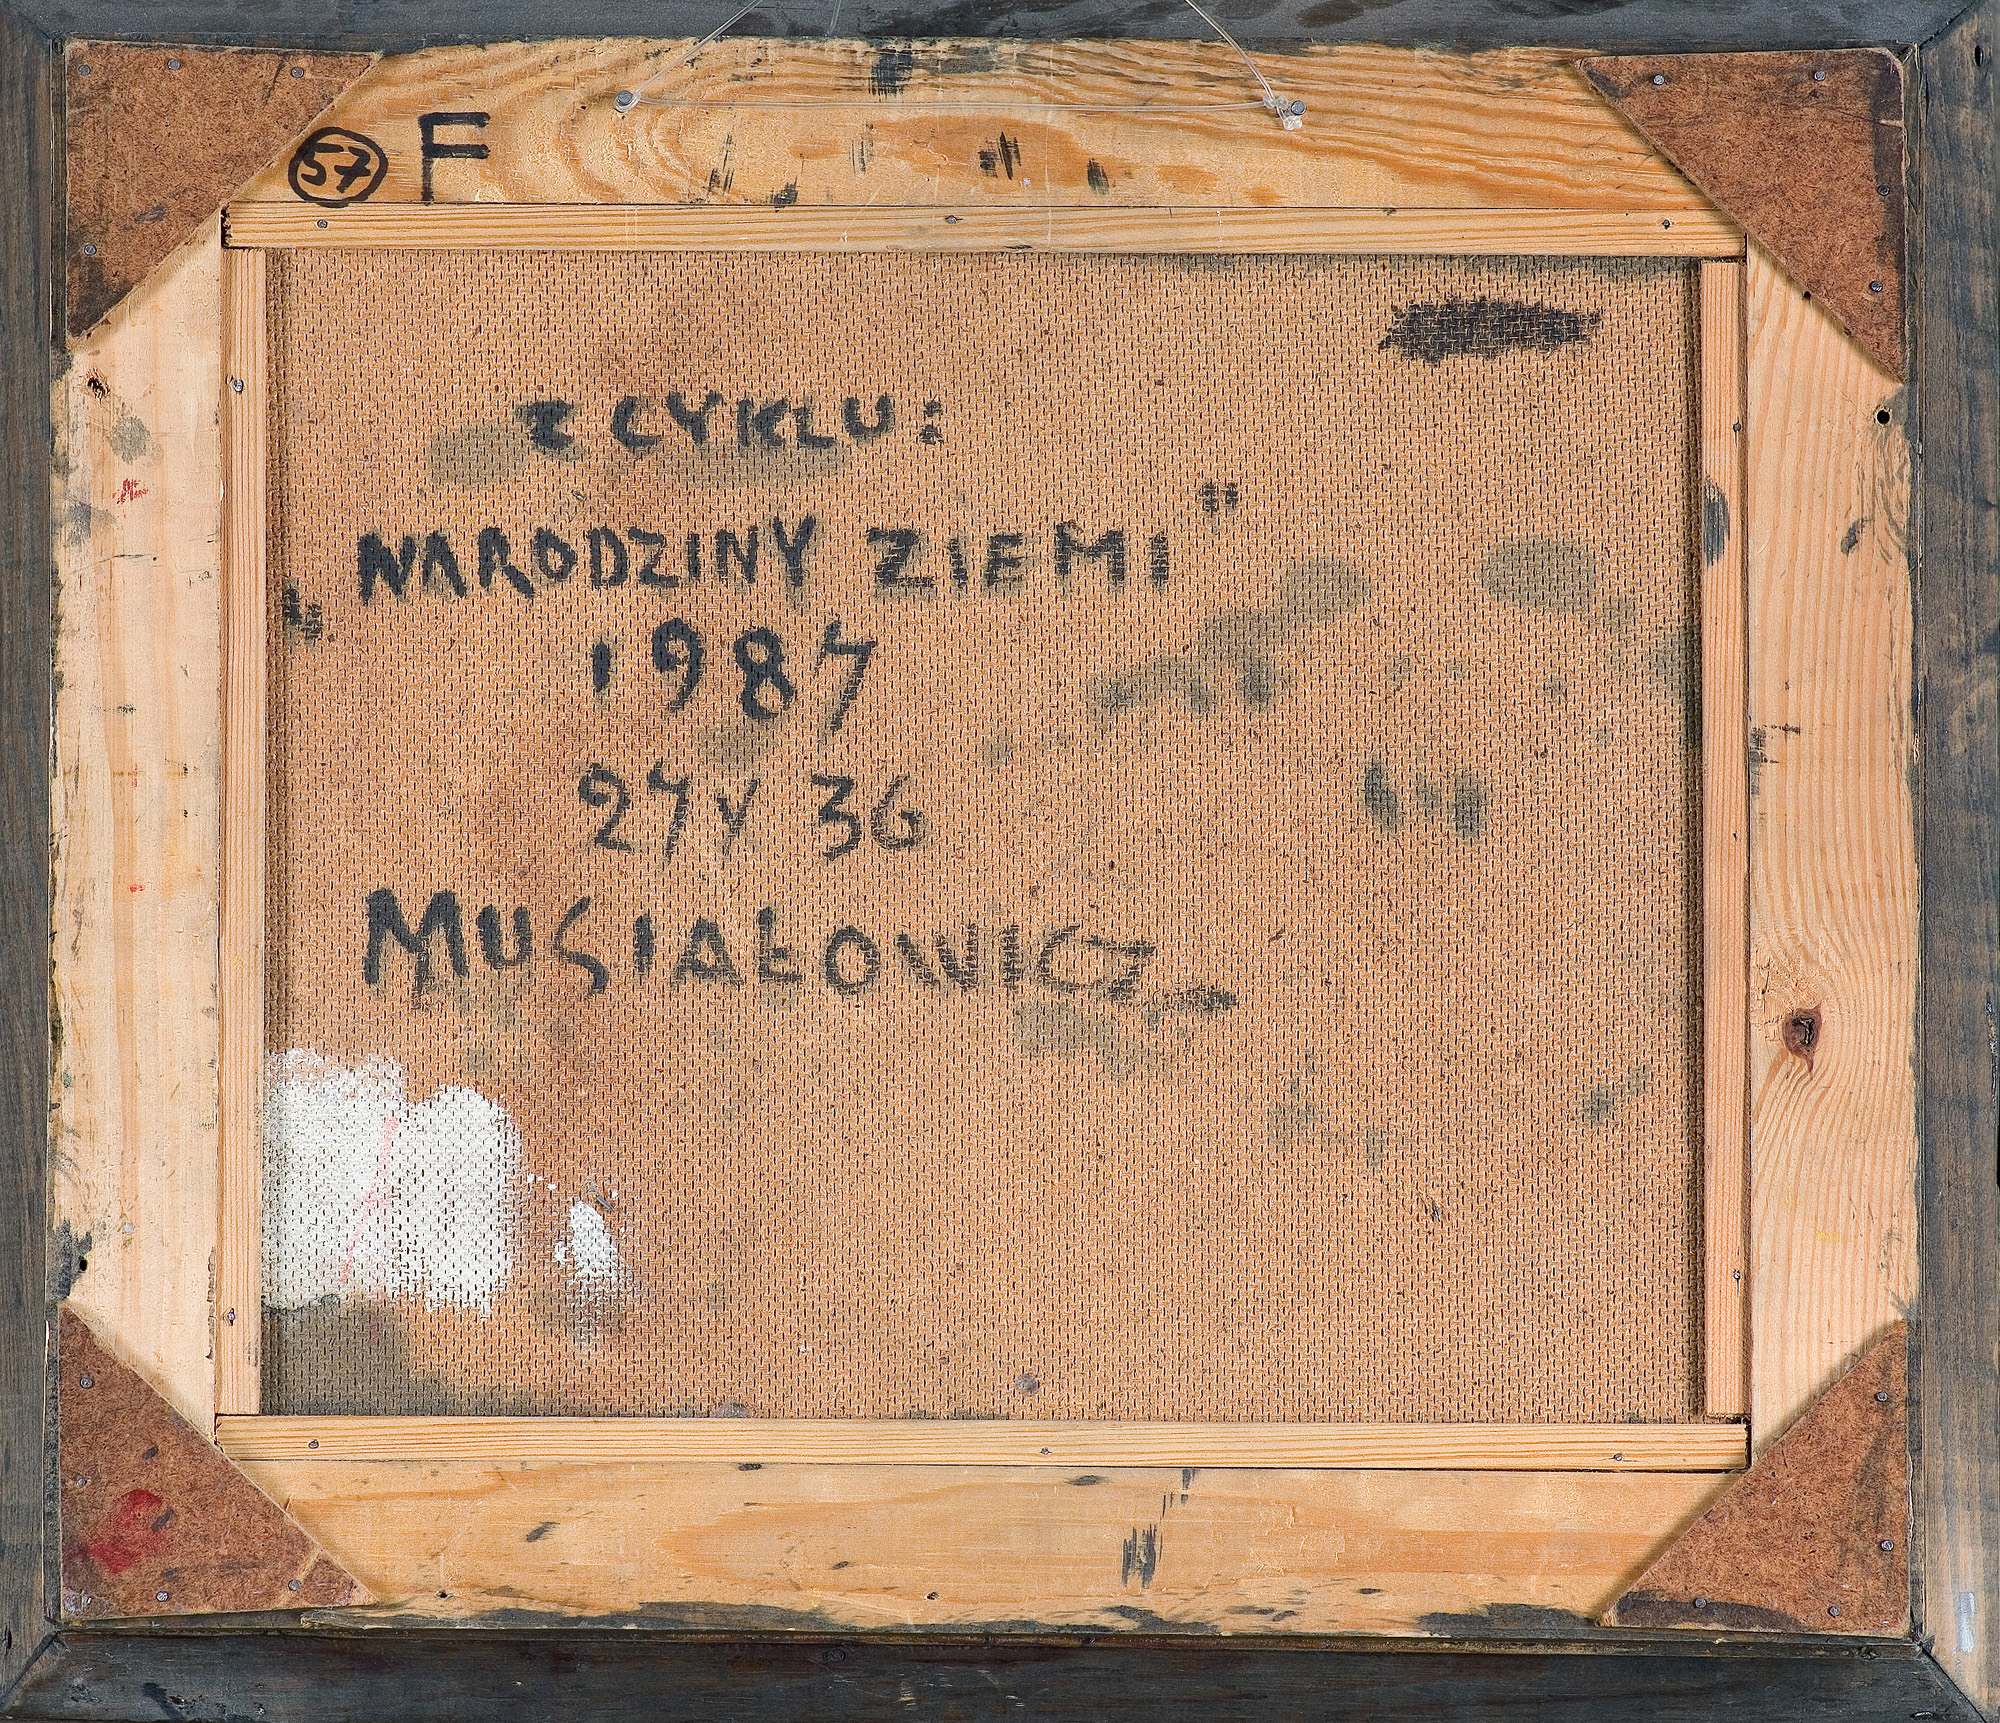 57 F
Z CYKLU:
„NARODZINY ZIEMI"
1987
27 x 36
MUSIAŁOWICZ